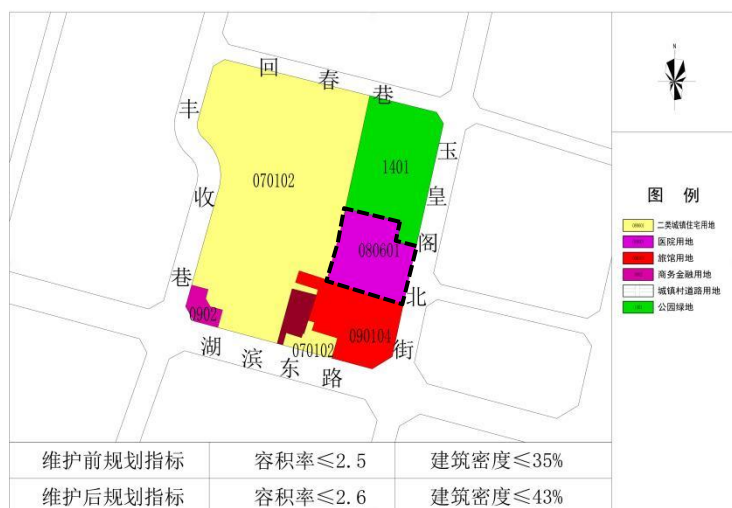 回春巷
丰收巷
玉皇阁北街
湖滨东路
N
070102
1401
080601
0902
070102
090104
图 例
二类城镇住宅用地
医院用地
旅馆用地
商务金融用地
城镇村道路用地
公园绿地
维护前规划指标 容积率≤2.5 建筑密度≤35%
维护后规划指标 容积率≤2.6 建筑密度≤43%